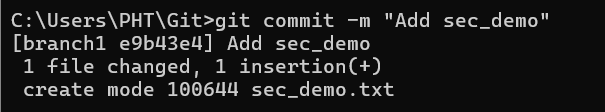 C:\Users\PHT\Git>git commit -m "Add sec_demo"
[branch1 e9b43e4] Add sec_demo
 1 file changed, 1 insertion(+)
 create mode 100644 sec_demo.txt